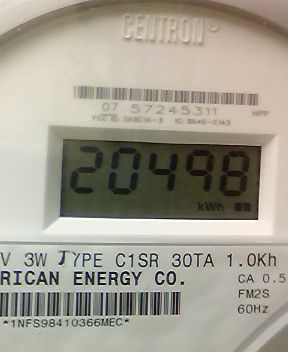 CENTRON®
07 57245311
HPP
20498
kWh
V 3W TYPE C1SR 30TA 1.0Kh
RICAN ENERGY CO.
CA 0.5
FM2S
60Hz
*1NFS98410366MEC*